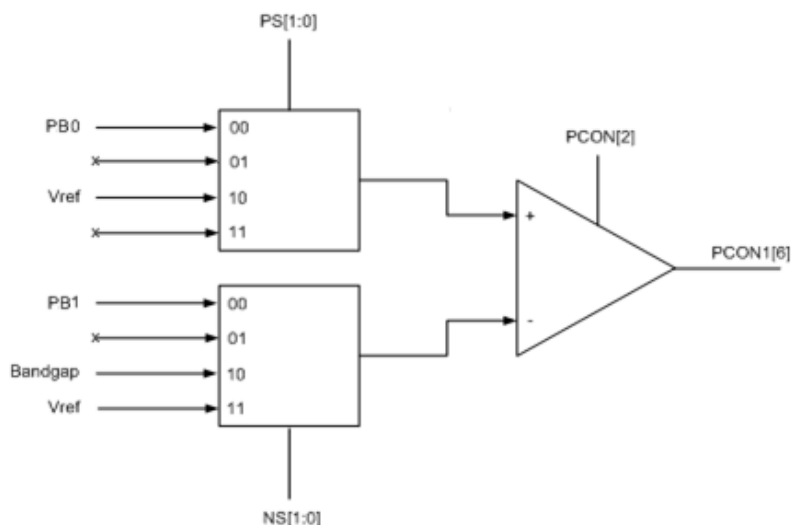 PS[1:0]
PB0
00
x
01
Vref
10
x
11
PCON[2]
+
PCON1[6]
-
PB1
00
x
01
Bandgap
10
Vref
11
NS[1:0]